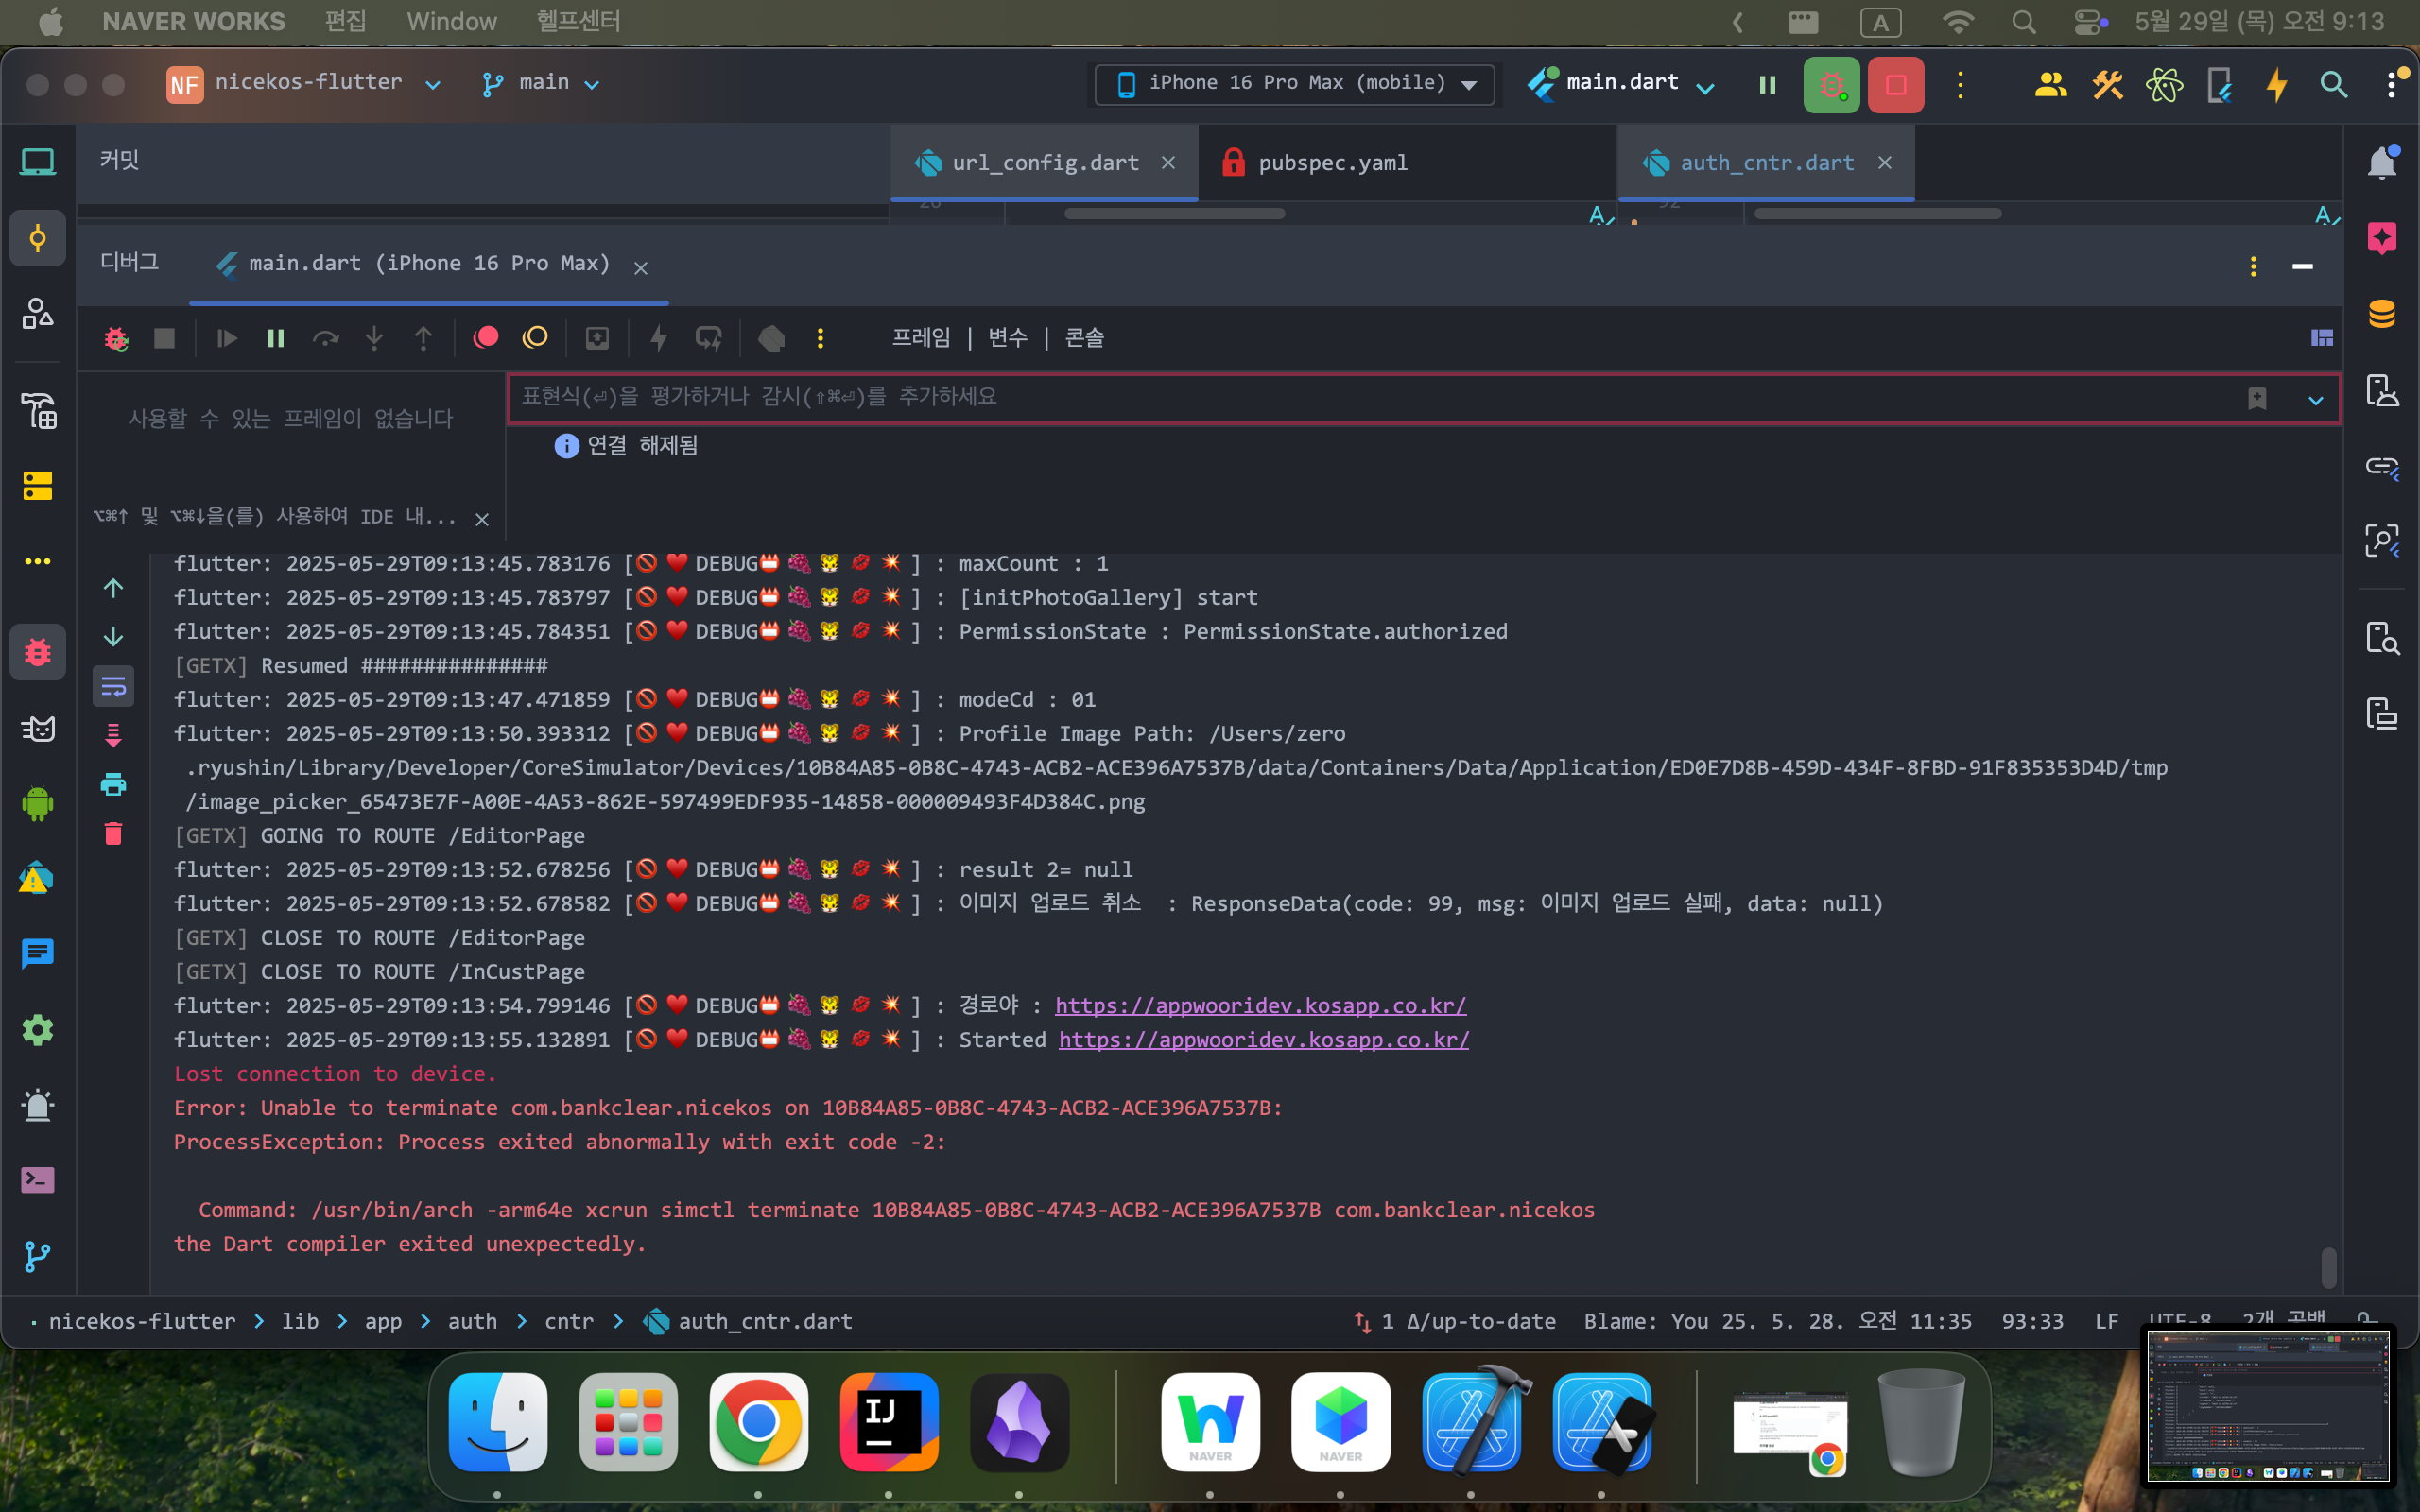 NAVER WORKS 편집 Window 헬프센터 A 5월 29일 (목) 오전 9:13
NF nicekos-flutter main iPhone 16 Pro Max (mobile) main.dart
커밋 url_config.dart pubspec.yaml auth_cntr.dart
디버그 main.dart (iPhone 16 Pro Max)
프레임 | 변수 | 콘솔
표현식(⏎)을 평가하거나 감시(⇧⌘⏎)를 추가하세요
사용할 수 있는 프레임이 없습니다
연결 해제됨
⌥⌘↑ 및 ⌥⌘↓을(를) 사용하여 IDE 내...
flutter: 2025-05-29T09:13:45.783176 [🚫 ♥️ DEBUG📛 🍇 🐯 💋 💥 ] : maxCount : 1
flutter: 2025-05-29T09:13:45.783797 [🚫 ♥️ DEBUG📛 🍇 🐯 💋 💥 ] : [initPhotoGallery] start
flutter: 2025-05-29T09:13:45.784351 [🚫 ♥️ DEBUG📛 🍇 🐯 💋 💥 ] : PermissionState : PermissionState.authorized
[GETX] Resumed ###############
flutter: 2025-05-29T09:13:47.471859 [🚫 ♥️ DEBUG📛 🍇 🐯 💋 💥 ] : modeCd : 01
flutter: 2025-05-29T09:13:50.393312 [🚫 ♥️ DEBUG📛 🍇 🐯 💋 💥 ] : Profile Image Path: /Users/zero
.ryushin/Library/Developer/CoreSimulator/Devices/10B84A85-0B8C-4743-ACB2-ACE396A7537B/data/Containers/Data/Application/ED0E7D8B-459D-434F-8FBD-91F835353D4D/tmp
/image_picker_65473E7F-A00E-4A53-862E-597499EDF935-14858-000009493F4D384C.png
[GETX] GOING TO ROUTE /EditorPage
flutter: 2025-05-29T09:13:52.678256 [🚫 ♥️ DEBUG📛 🍇 🐯 💋 💥 ] : result 2= null
flutter: 2025-05-29T09:13:52.678582 [🚫 ♥️ DEBUG📛 🍇 🐯 💋 💥 ] : 이미지 업로드 취소  : ResponseData(code: 99, msg: 이미지 업로드 실패, data: null)
[GETX] CLOSE TO ROUTE /EditorPage
[GETX] CLOSE TO ROUTE /InCustPage
flutter: 2025-05-29T09:13:54.799146 [🚫 ♥️ DEBUG📛 🍇 🐯 💋 💥 ] : 경로야 : https://appwooridev.kosapp.co.kr/
flutter: 2025-05-29T09:13:55.132891 [🚫 ♥️ DEBUG📛 🍇 🐯 💋 💥 ] : Started https://appwooridev.kosapp.co.kr/
Lost connection to device.
Error: Unable to terminate com.bankclear.nicekos on 10B84A85-0B8C-4743-ACB2-ACE396A7537B:
ProcessException: Process exited abnormally with exit code -2:
Command: /usr/bin/arch -arm64e xcrun simctl terminate 10B84A85-0B8C-4743-ACB2-ACE396A7537B com.bankclear.nicekos
the Dart compiler exited unexpectedly.
nicekos-flutter lib app auth cntr auth_cntr.dart 1 Δ/up-to-date Blame: You 25. 5. 28. 오전 11:35 93:33 LF UTF-8 2개 공백
IJ NAVER NAVER